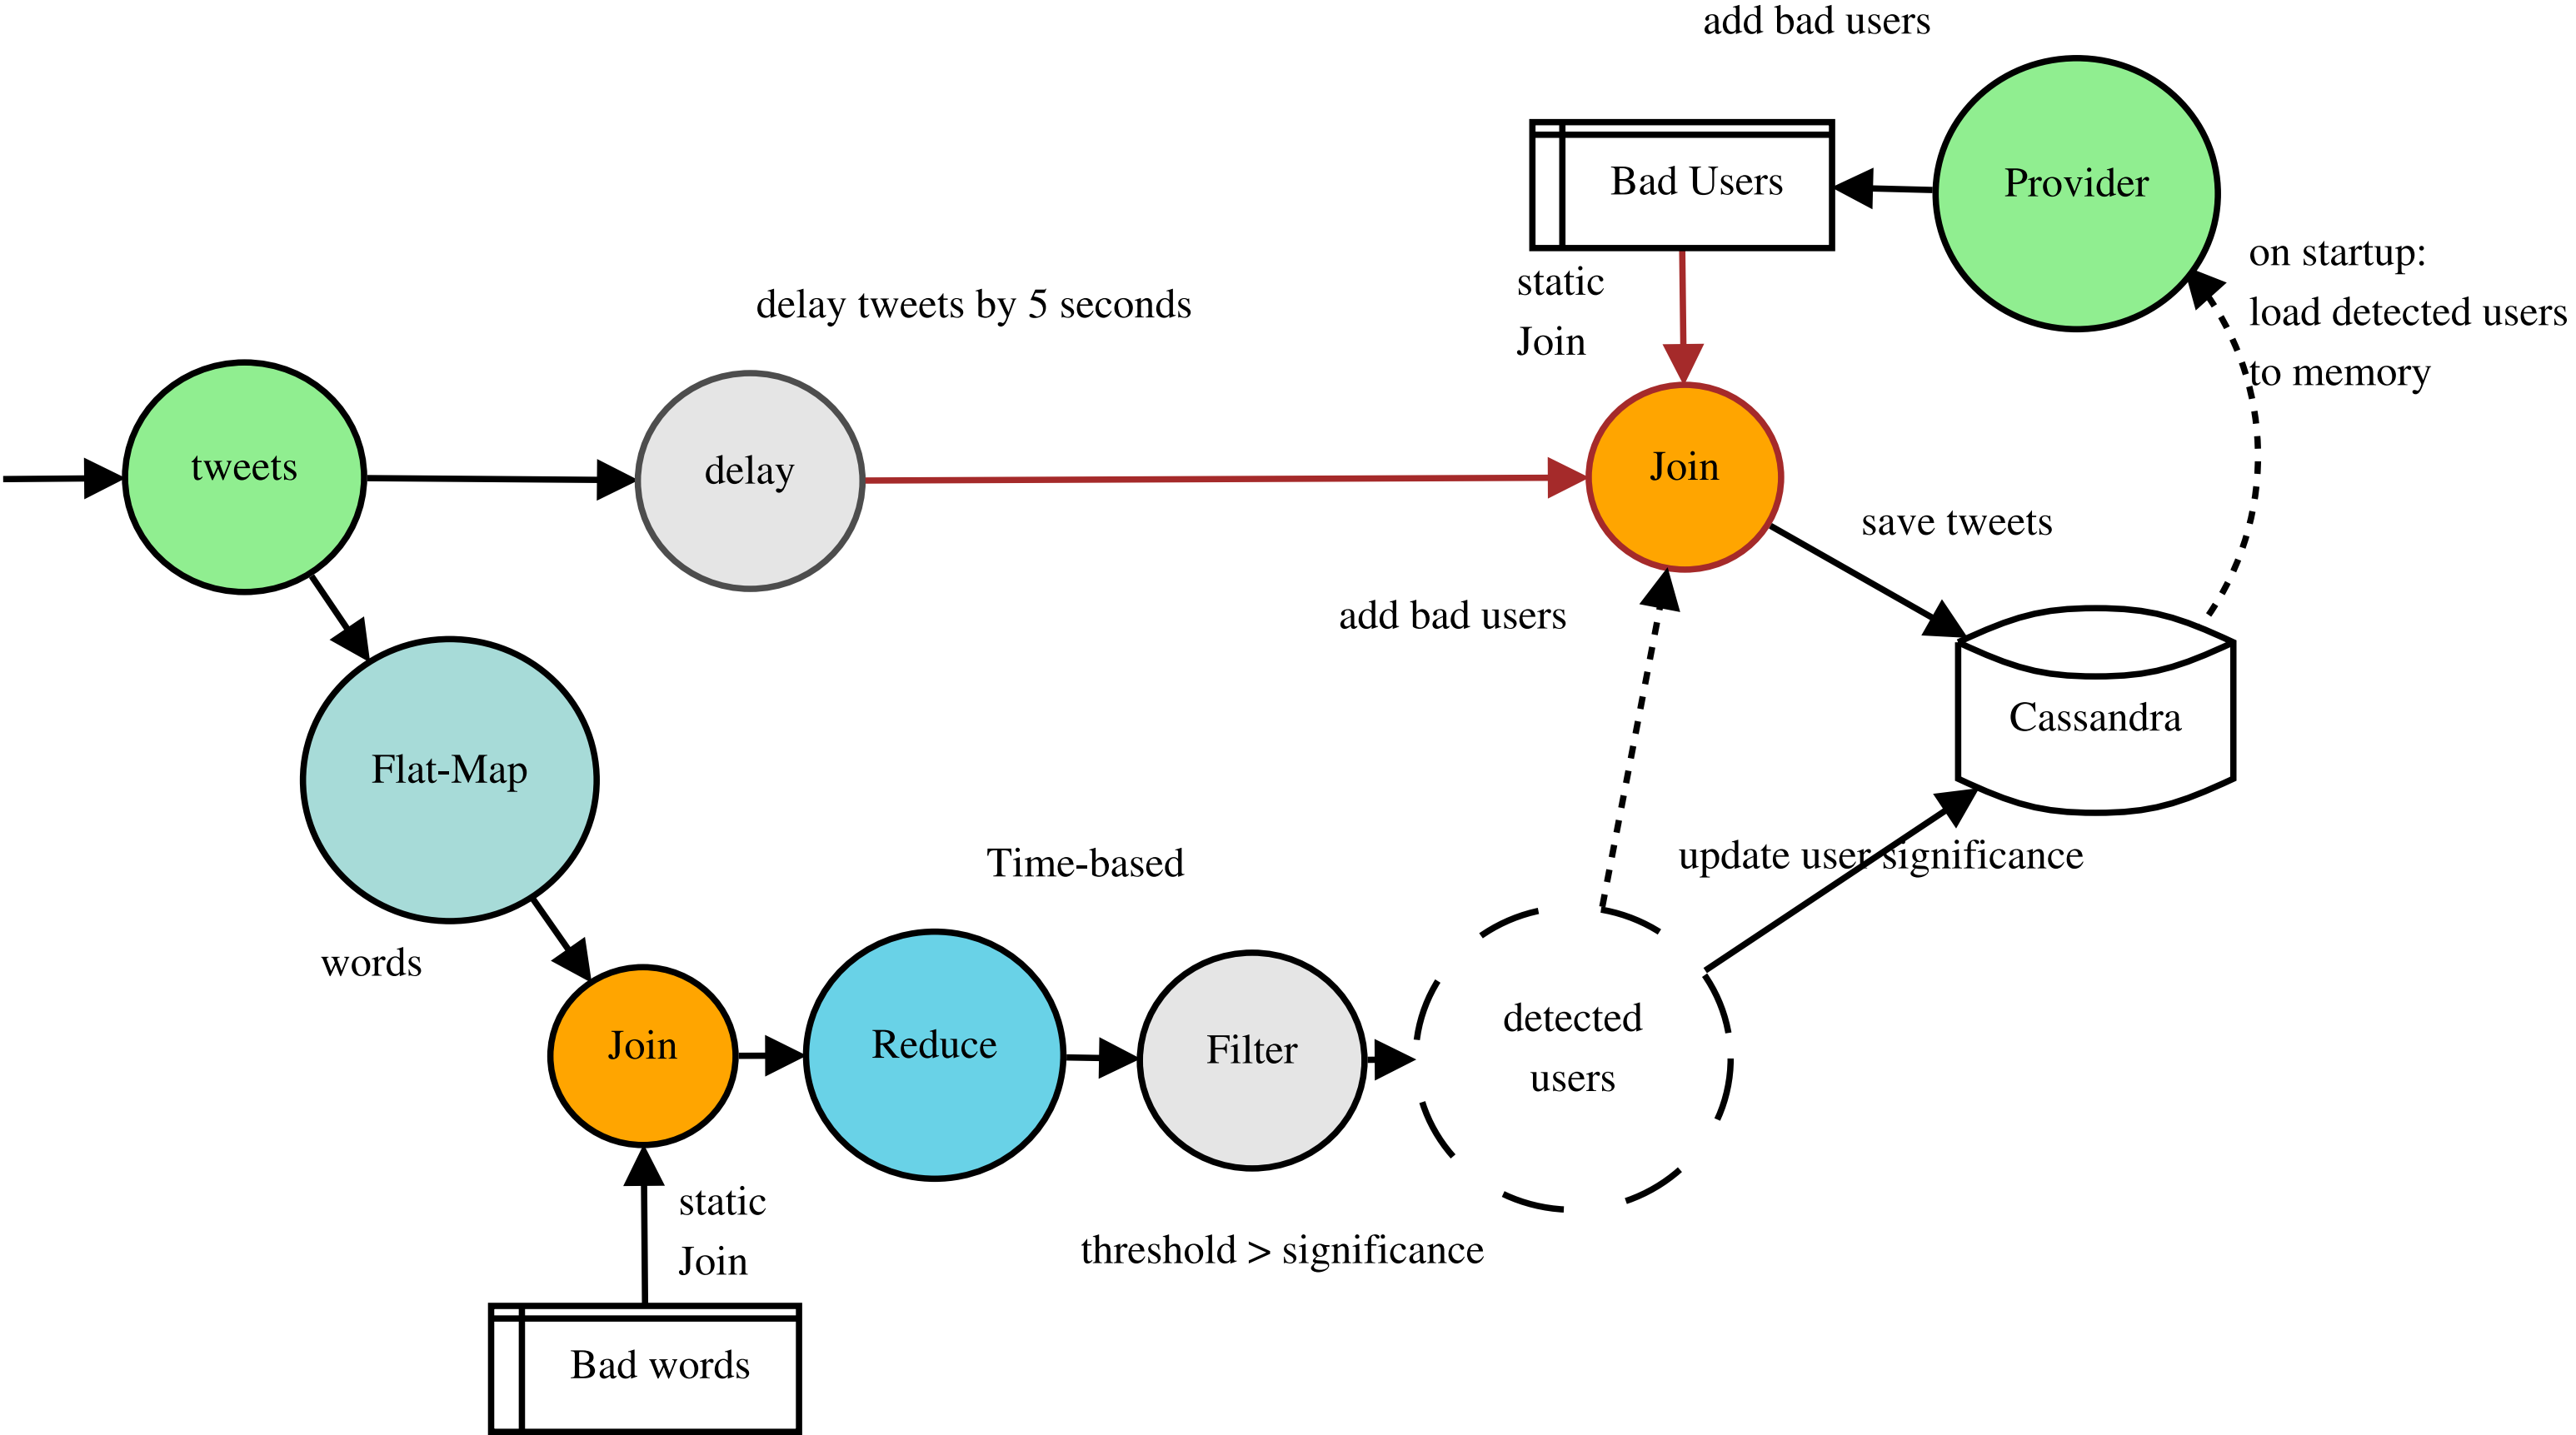 add bad users
Bad Users
Provider
on startup:
load detected users
to memory
static
Join
delay tweets by 5 seconds
tweets
delay
Join
save tweets
add bad users
Cassandra
Flat-Map
update user significance
Time-based
words
Join
Reduce
Filter
detected
users
static
Join
threshold > significance
Bad words